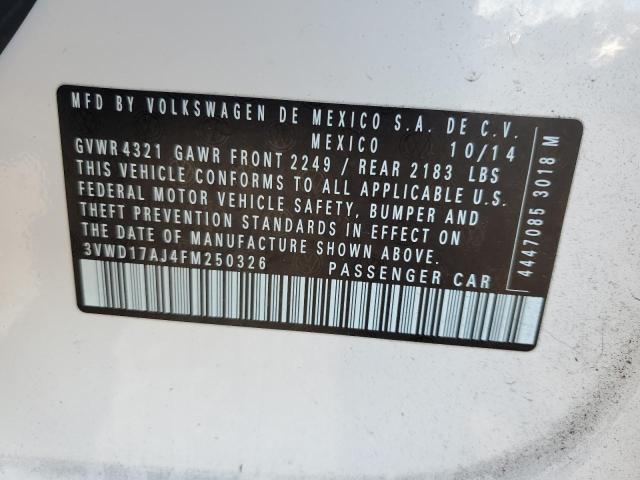 MFD BY VOLKSWAGEN DE MEXICO S.A. DE C.V.
MEXICO 10/14
GVWR 4321 GAWR FRONT 2249 / REAR 2183 LBS
THIS VEHICLE CONFORMS TO ALL APPLICABLE U.S.
FEDERAL MOTOR VEHICLE SAFETY, BUMPER AND
THEFT PREVENTION STANDARDS IN EFFECT ON
THE DATE OF MANUFACTURE SHOWN ABOVE.
3VWD17AJ4FM250326 PASSENGER CAR
4447085 3018 M